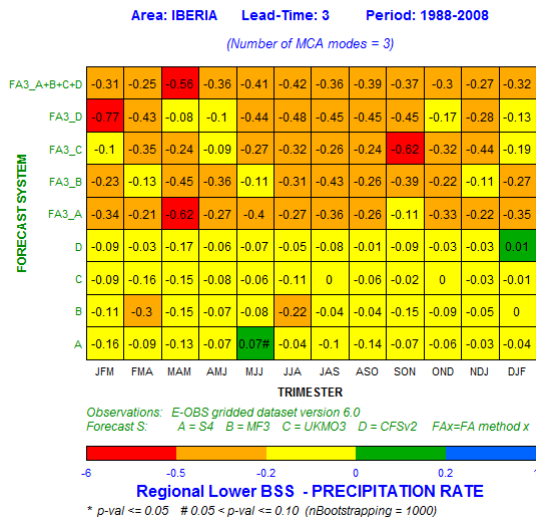 Area: IBERIA Lead-Time: 3 Period: 1988-2008
(Number of MCA modes = 3)
FORECAST SYSTEM
FA3_A+B+C+D -0.31 -0.25 -0.56 -0.36 -0.41 -0.42 -0.36 -0.39 -0.37 -0.3 -0.27 -0.32
FA3_D -0.77 -0.43 -0.08 -0.1 -0.44 -0.48 -0.45 -0.45 -0.45 -0.17 -0.28 -0.13
FA3_C -0.1 -0.35 -0.24 -0.09 -0.27 -0.32 -0.26 -0.24 -0.62 -0.32 -0.44 -0.19
FA3_B -0.23 -0.13 -0.45 -0.36 -0.11 -0.31 -0.43 -0.26 -0.39 -0.22 -0.11 -0.27
FA3_A -0.34 -0.21 -0.62 -0.27 -0.4 -0.27 -0.36 -0.26 -0.11 -0.33 -0.22 -0.35
D -0.09 -0.03 -0.17 -0.06 -0.07 -0.05 -0.08 -0.01 -0.09 -0.03 -0.03 0.01
C -0.09 -0.16 -0.15 -0.08 -0.06 -0.11 0 -0.06 -0.02 0 -0.03 -0.01
B -0.11 -0.3 -0.15 -0.07 -0.08 -0.22 -0.04 -0.04 -0.15 -0.09 -0.05 0
A -0.16 -0.09 -0.13 -0.07 0.07# -0.04 -0.1 -0.14 -0.07 -0.06 -0.03 -0.04
JFM FMA MAM AMJ MJJ JJA JAS ASO SON OND NDJ DJF
TRIMESTER
Observations: E-OBS gridded dataset version 6.0
Forecast S: A = S4 B = MF3 C = UKMO3 D = CFSv2 FAx=FA method x
-6 -0.5 -0.2 0 0.2 1
Regional Lower BSS - PRECIPITATION RATE
* p-val <= 0.05 # 0.05 < p-val <= 0.10 (nBootstrapping = 1000)